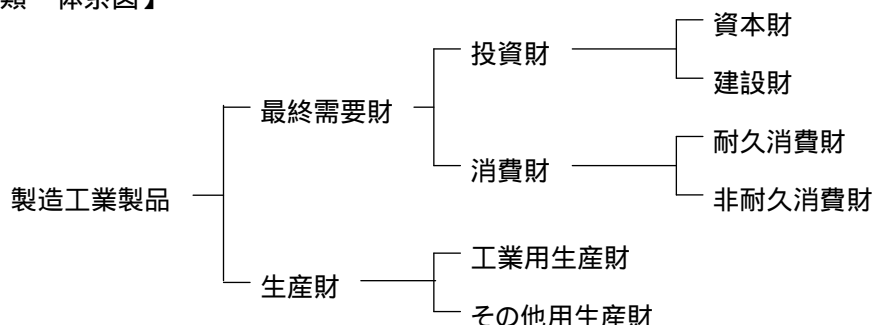 類 体系図】
資本財
投資財
建設財
最終需要財
耐久消費財
消費財
非耐久消費財
製造工業製品
工業用生産財
生産財
その他用生産財